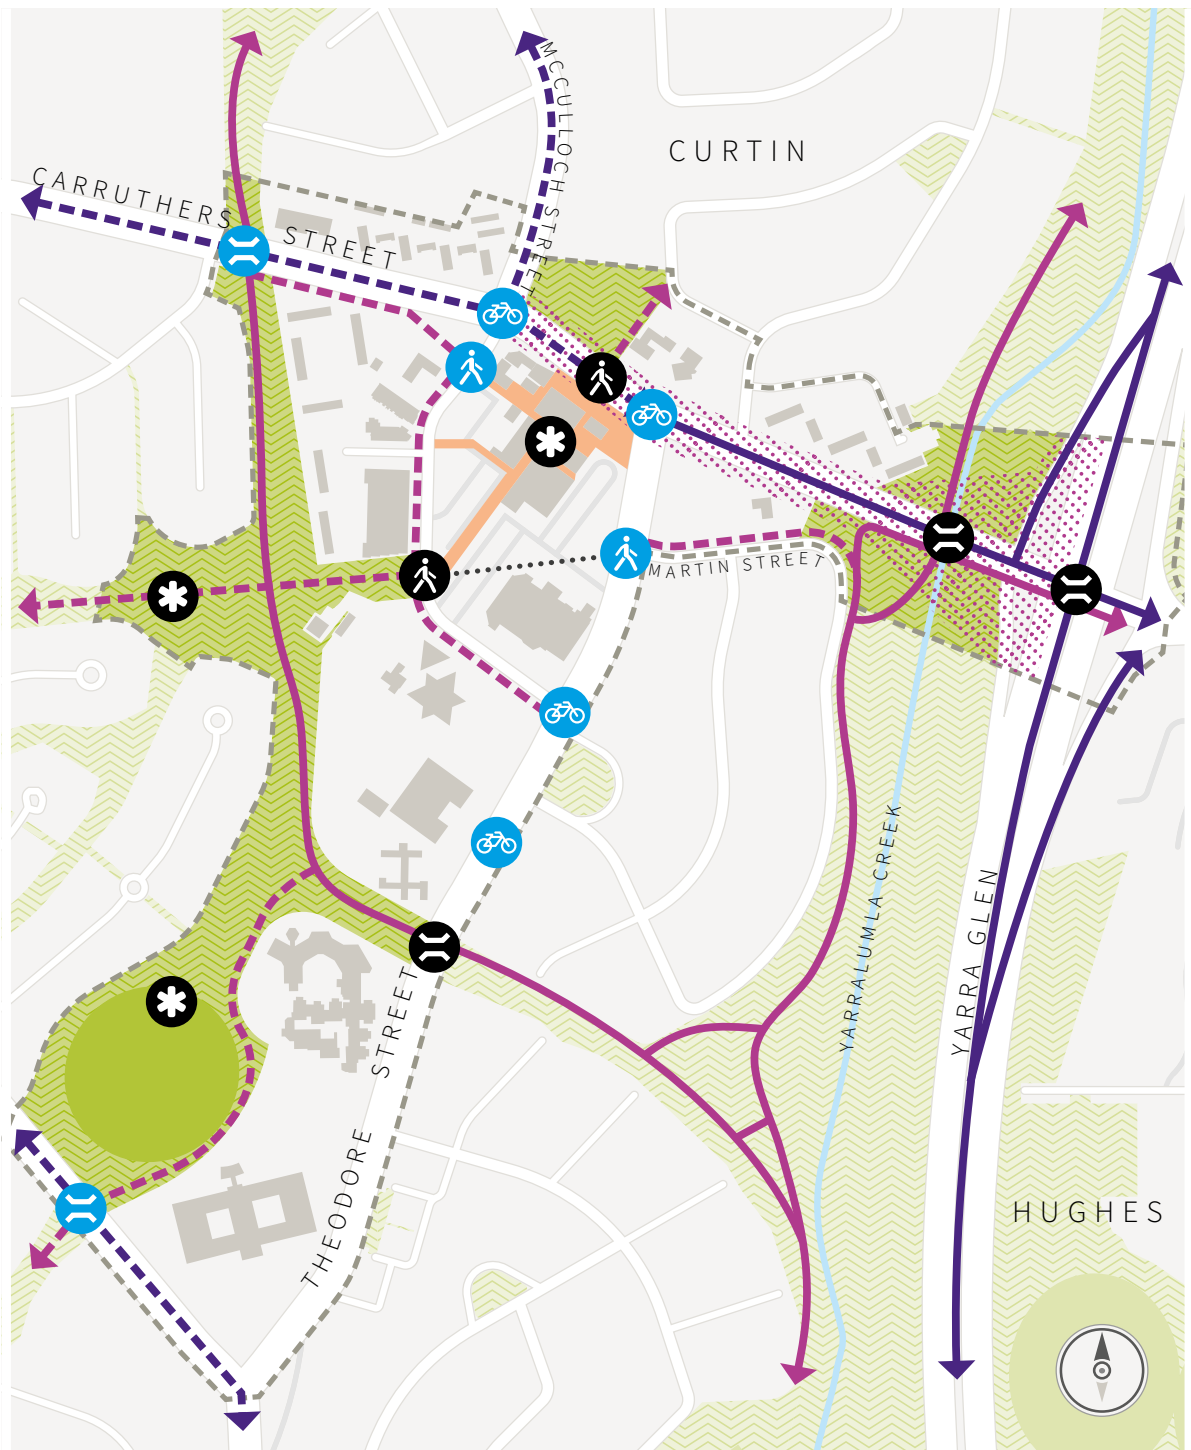 MCCULLOCH STREET
CURTIN
CARRUTHERS STREET
MARTIN STREET
YARRALUMLA CREEK
YARRA GLEN
THEODORE STREET
HUGHES